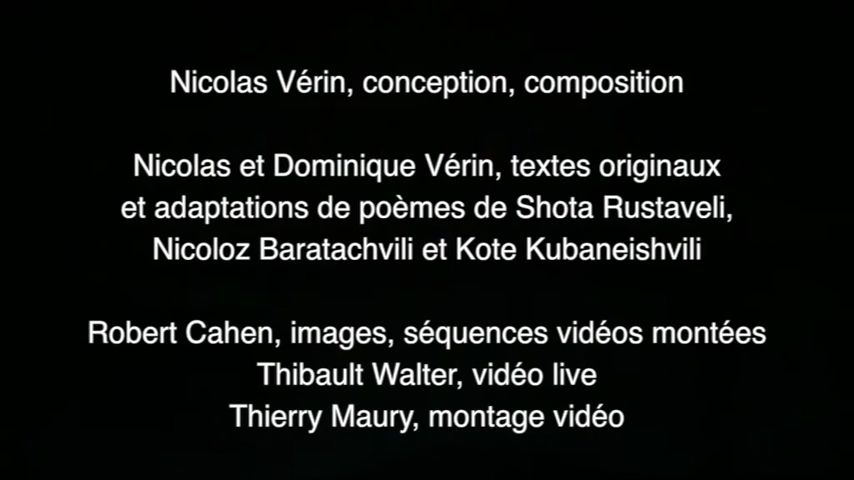 Nicolas Vérin, conception, composition
Nicolas et Dominique Vérin, textes originaux
et adaptations de poèmes de Shota Rustaveli,
Nicoloz Baratachvili et Kote Kubaneishvili
Robert Cahen, images, séquences vidéos montées
Thibault Walter, vidéo live
Thierry Maury, montage vidéo